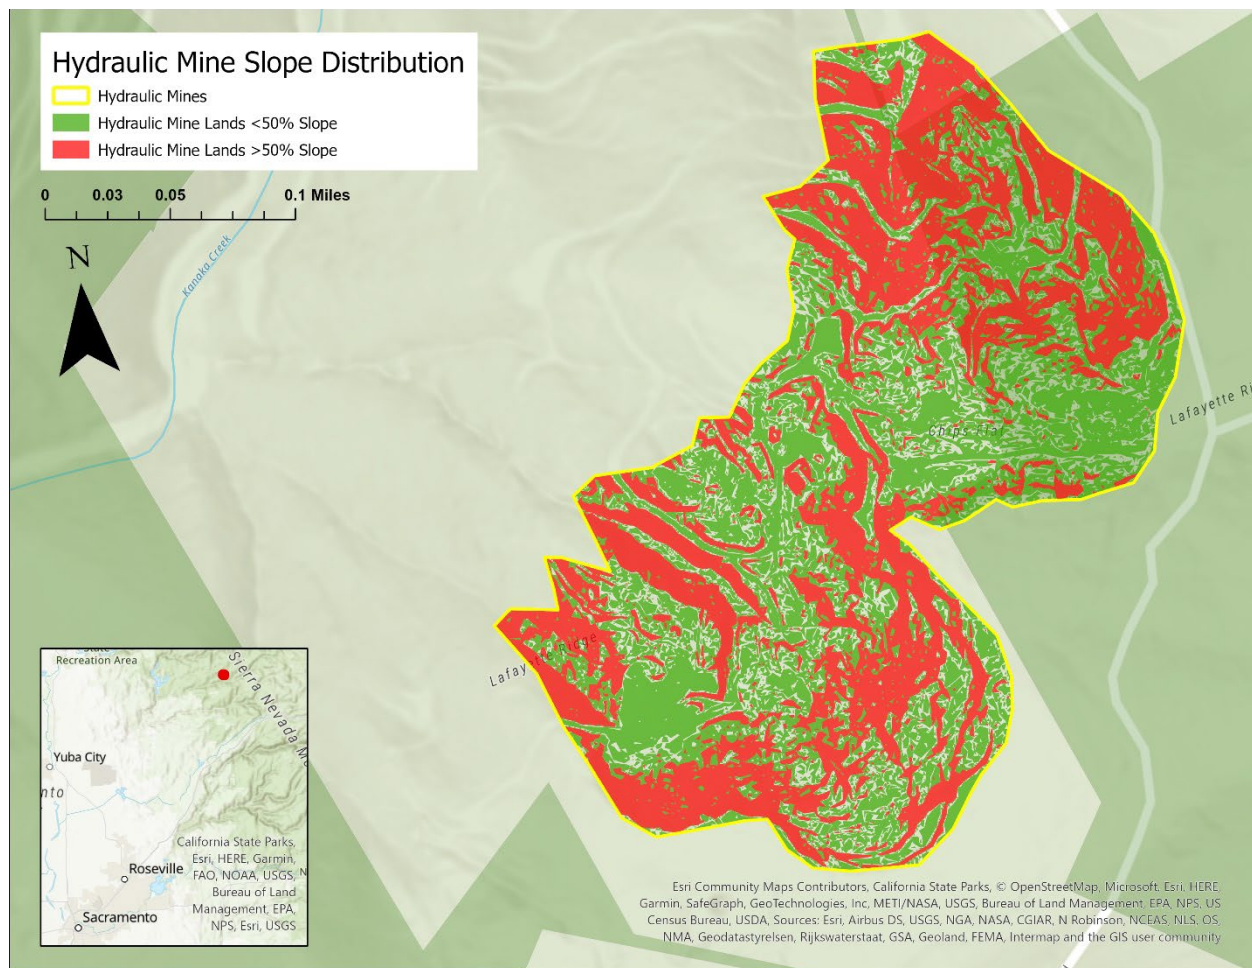 Hydraulic Mine Slope Distribution
Hydraulic Mines
Hydraulic Mine Lands <50% Slope
Hydraulic Mine Lands >50% Slope
0 0.03 0.05 0.1 Miles
N
Kanaka Creek
Lafayette Ri
Chips Flat
Lafayette Ridge
State
Recreation Area
Sierra Nevada Mo
Yuba City
nto
Roseville
Sacramento
California State Parks,
Esri, HERE, Garmin,
FAO, NOAA, USGS,
Bureau of Land
Management, EPA,
NPS, Esri, USGS
N
Esri Community Maps Contributors, California State Parks, © OpenStreetMap, Microsoft, Esri, HERE,
Garmin, SafeGraph, GeoTechnologies, Inc, METI/NASA, USGS, Bureau of Land Management, EPA, NPS, US
Census Bureau, USDA, Sources: Esri, Airbus DS, USGS, NGA, NASA, CGIAR, N Robinson, NCEAS, NLS, OS,
NMA, Geodatastyrelsen, Rijkswaterstaat, GSA, Geoland, FEMA, Intermap and the GIS user community